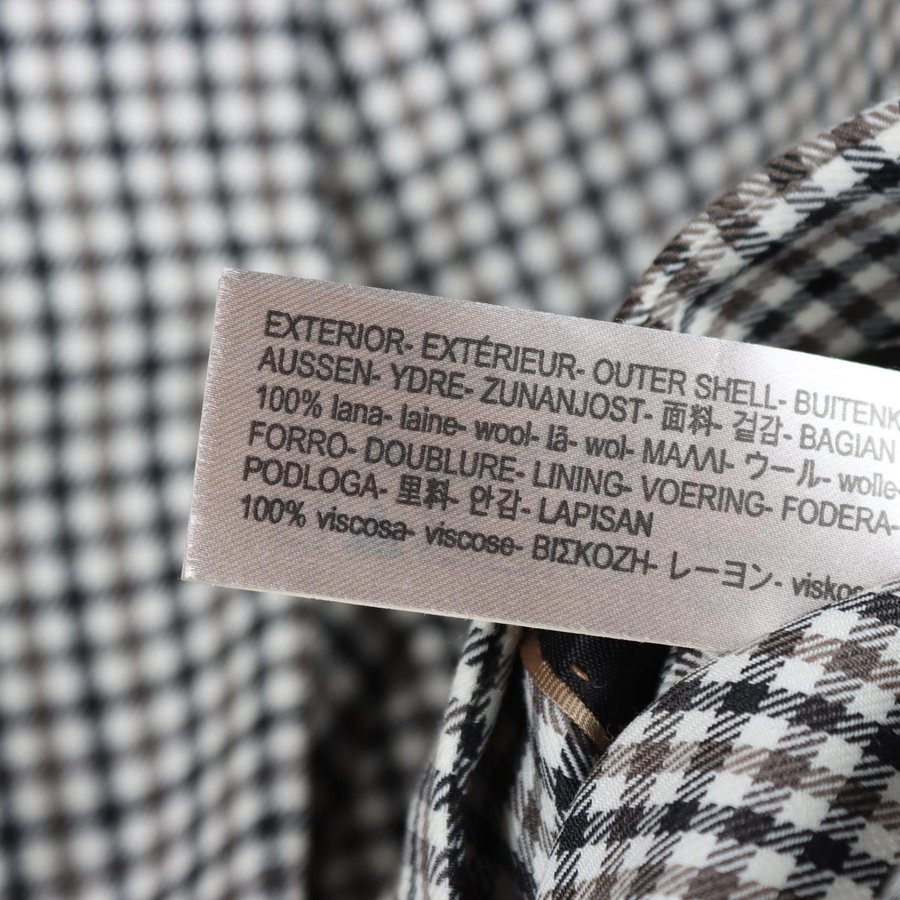 EXTERIOR- EXTÉRIEUR- OUTER SHELL- BUITENK
AUSSEN- YDRE- ZUNANJOST- 面料- 겉감- BAGIAN
100% lana- laine- wool- lã- wol- ΜΑΛΛΙ- ウール- wolle-
FORRO- DOUBLURE- LINING- VOERING- FODERA-
PODLOGA- 里料- 안감- LAPISAN
100% viscosa- viscose- ΒΙΣΚΟΖΗ- レーヨン- viskos